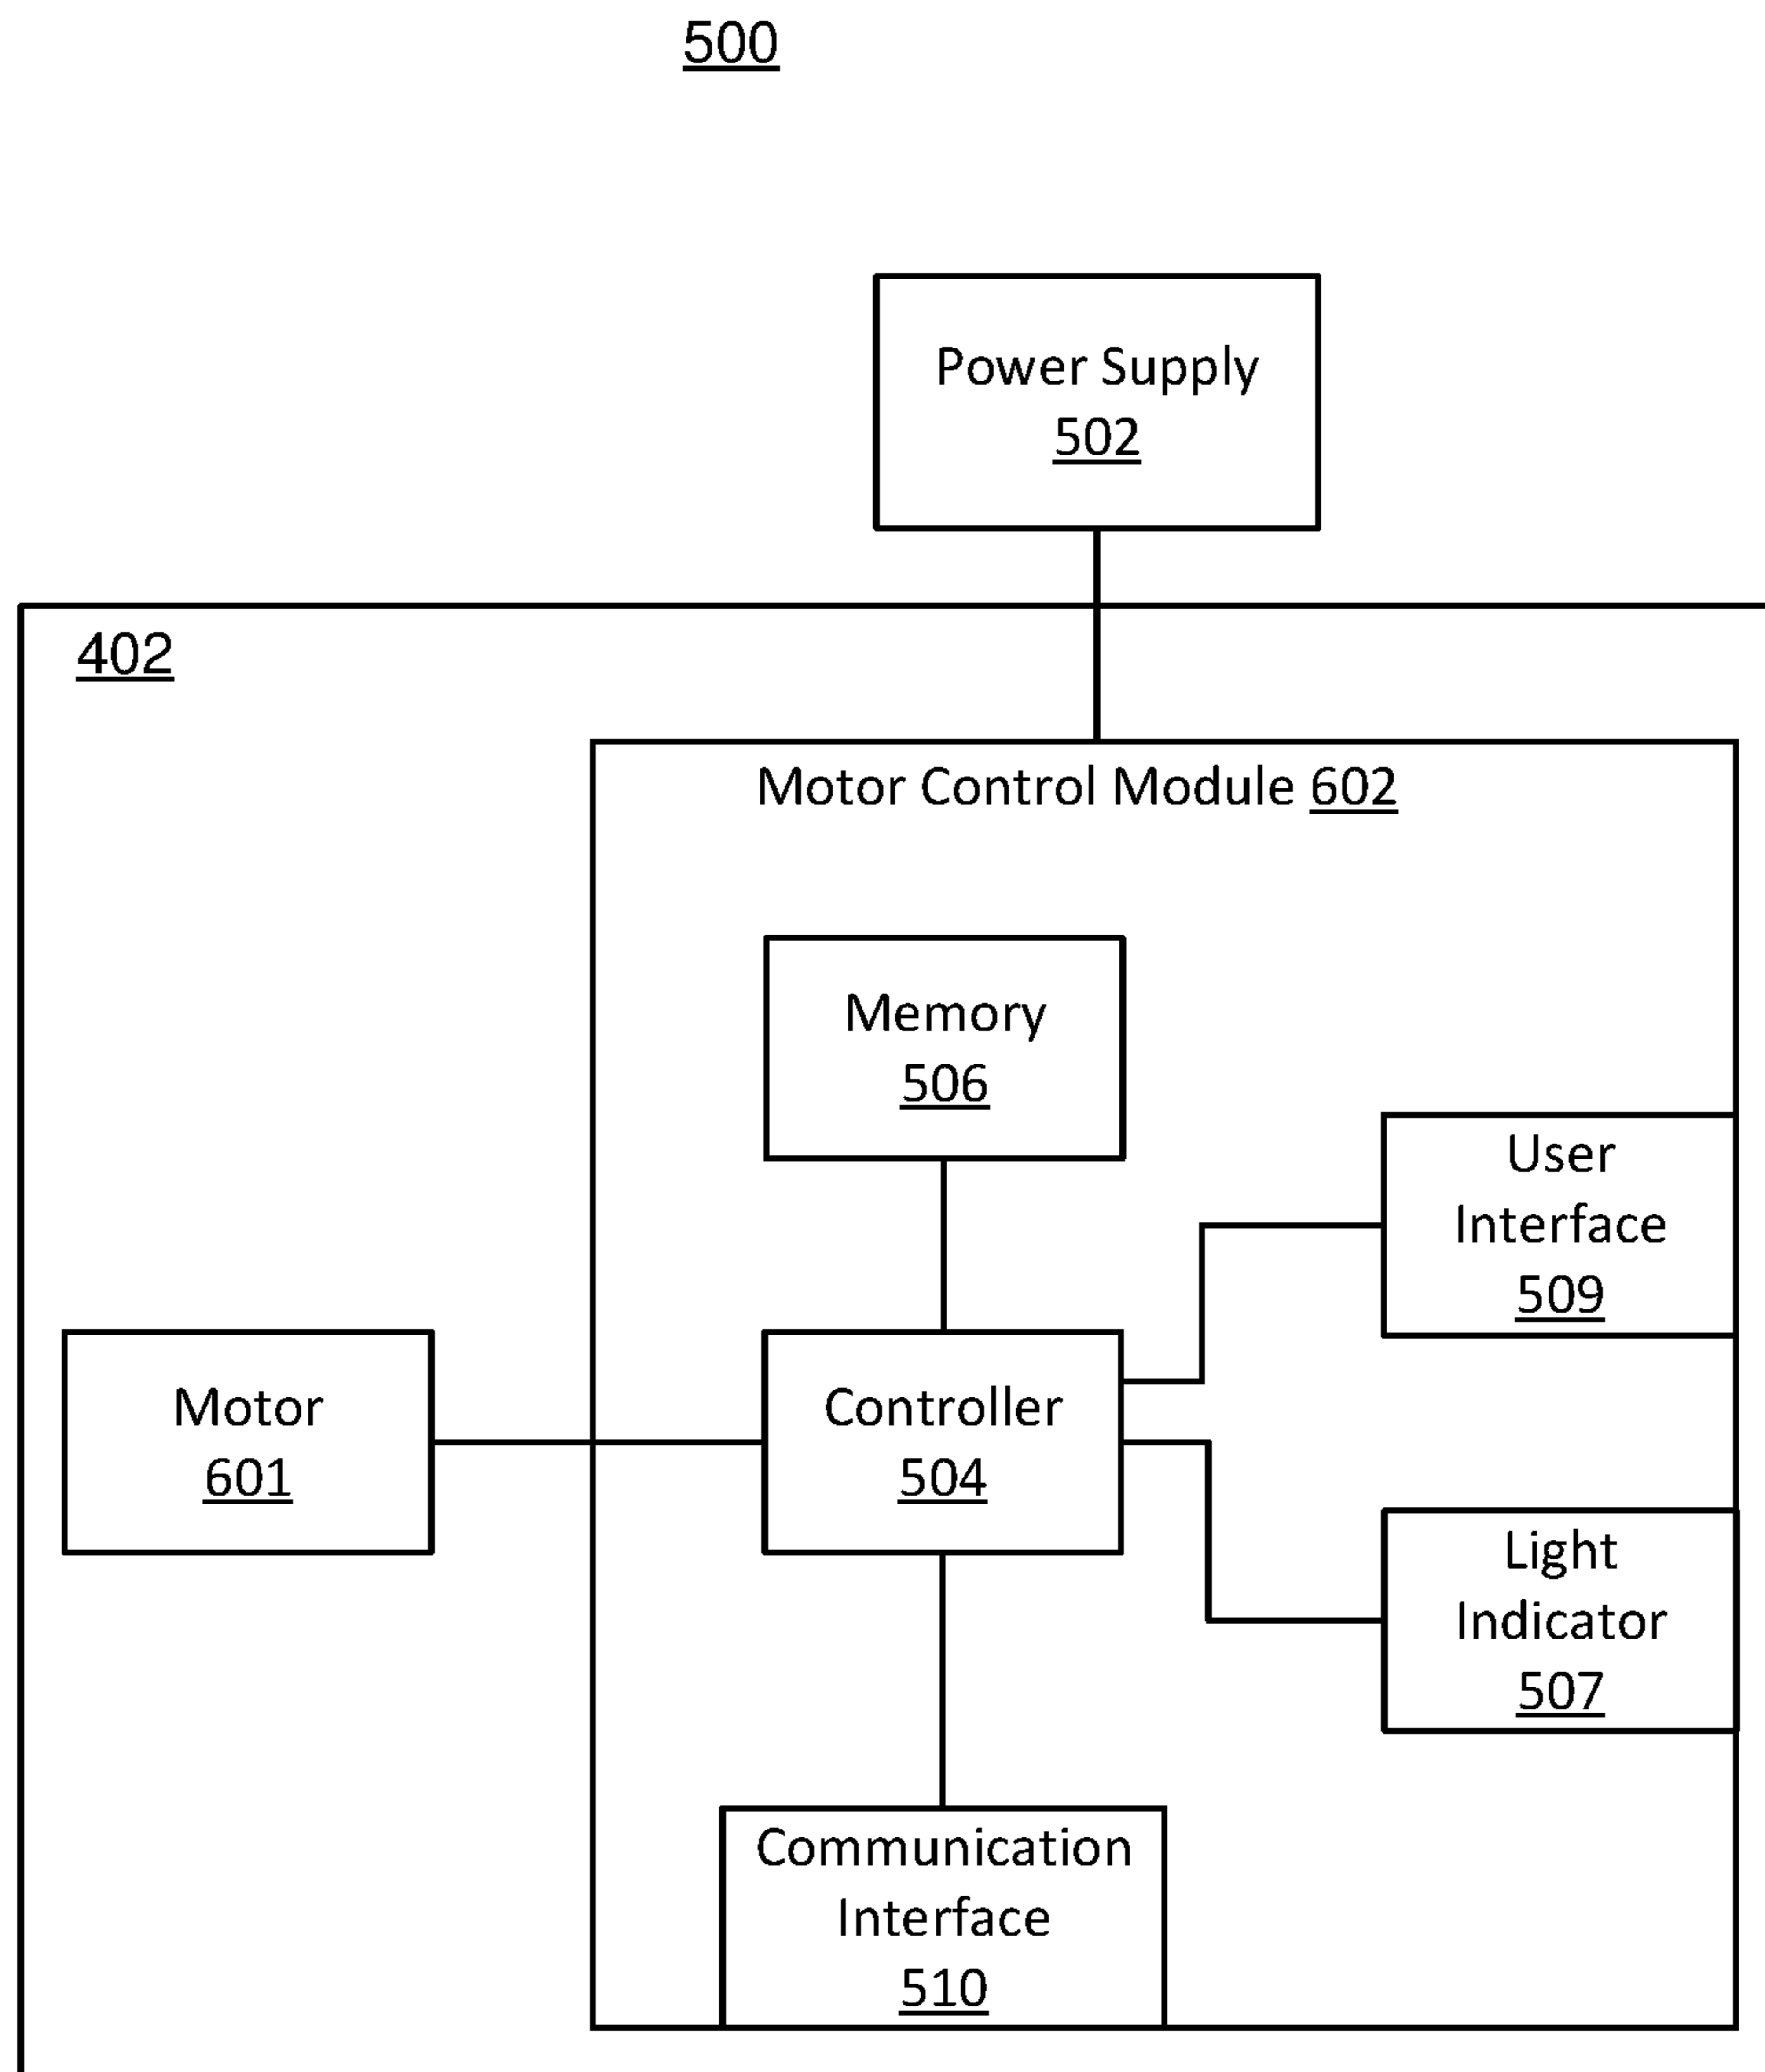 500
Power Supply
502
402
Motor Control Module 602
Memory
506
User
Interface
509
Motor
601
Controller
504
Light
Indicator
507
Communication
Interface
510